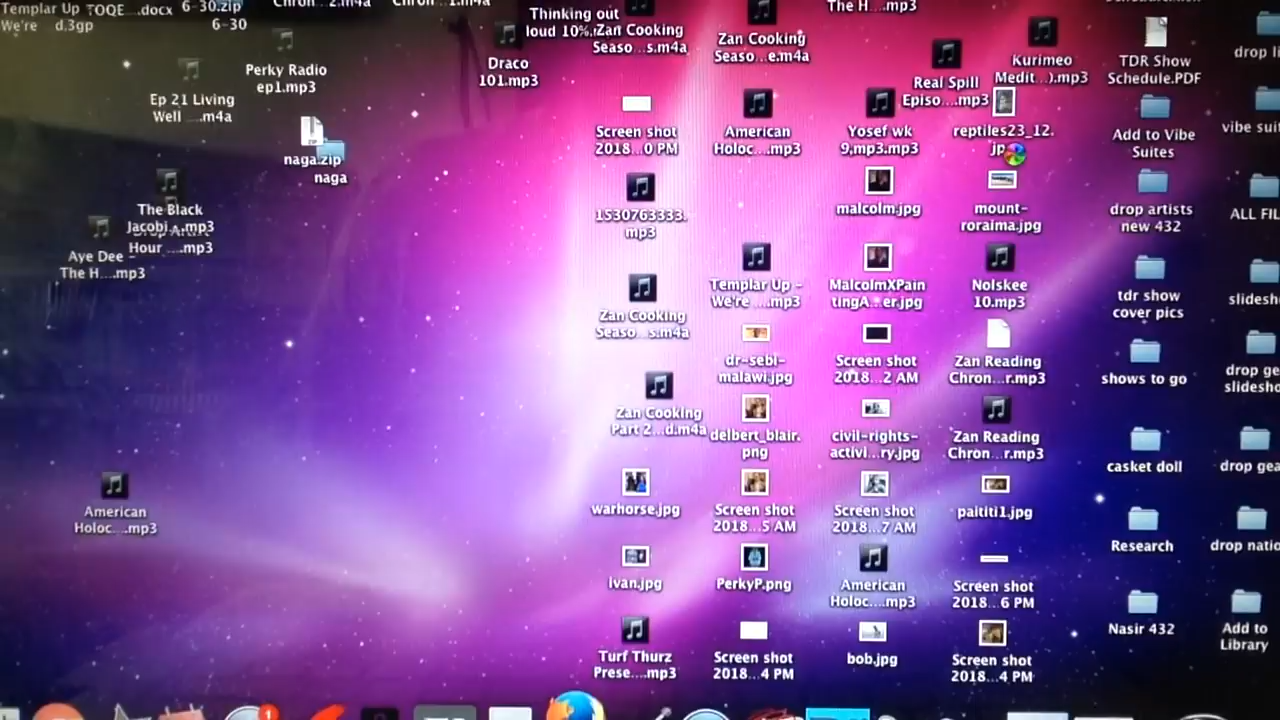 Templar Up
We're d.3gp
TOQE ....docx
6-30.zip
6-30
Chron...2.m4a
Chron...1.m4a
Thinking out
loud 10%
Zan Cooking
Seaso...s.m4a
Zan Cooking
Seaso...e.m4a
The H....mp3
Perky Radio
ep1.mp3
Draco
101.mp3
Real Spill
Episo....mp3
Kurimeo
Medit...).mp3
TDR Show
Schedule.PDF
drop li
Ep 21 Living
Well ....m4a
naga.zip
naga
Screen shot
2018...0 PM
American
Holoc....mp3
Yosef wk
9,mp3.mp3
reptiles23_12.
jp
Add to Vibe
Suites
vibe sui
The Black
Jacobi
Hour ....mp3
Aye Dee -
The H....mp3
1530763333.
mp3
malcolm.jpg
mount-
roraima.jpg
drop artists
new 432
ALL FIL
Zan Cooking
Seaso...s.m4a
Templar Up -
We're ....mp3
MalcolmXPain
tingA...er.jpg
Nolskee
10.mp3
tdr show
cover pics
slidesh
dr-sebi-
malawi.jpg
Screen shot
2018...2 AM
Zan Reading
Chron...r.mp3
shows to go
drop ge
slidesho
Zan Cooking
Part 2...d.m4a
delbert_blair.
png
civil-rights-
activi...ry.jpg
Zan Reading
Chron...r.mp3
casket doll
drop gea
American
Holoc....mp3
warhorse.jpg
Screen shot
2018...5 AM
Screen shot
2018...7 AM
paititi1.jpg
Research
drop natio
ivan.jpg
PerkyP.png
American
Holoc....mp3
Screen shot
2018...6 PM
Nasir 432
Add to
Library
Turf Thurz
Prese....mp3
Screen shot
2018...4 PM
bob.jpg
Screen shot
2018...4 PM
1